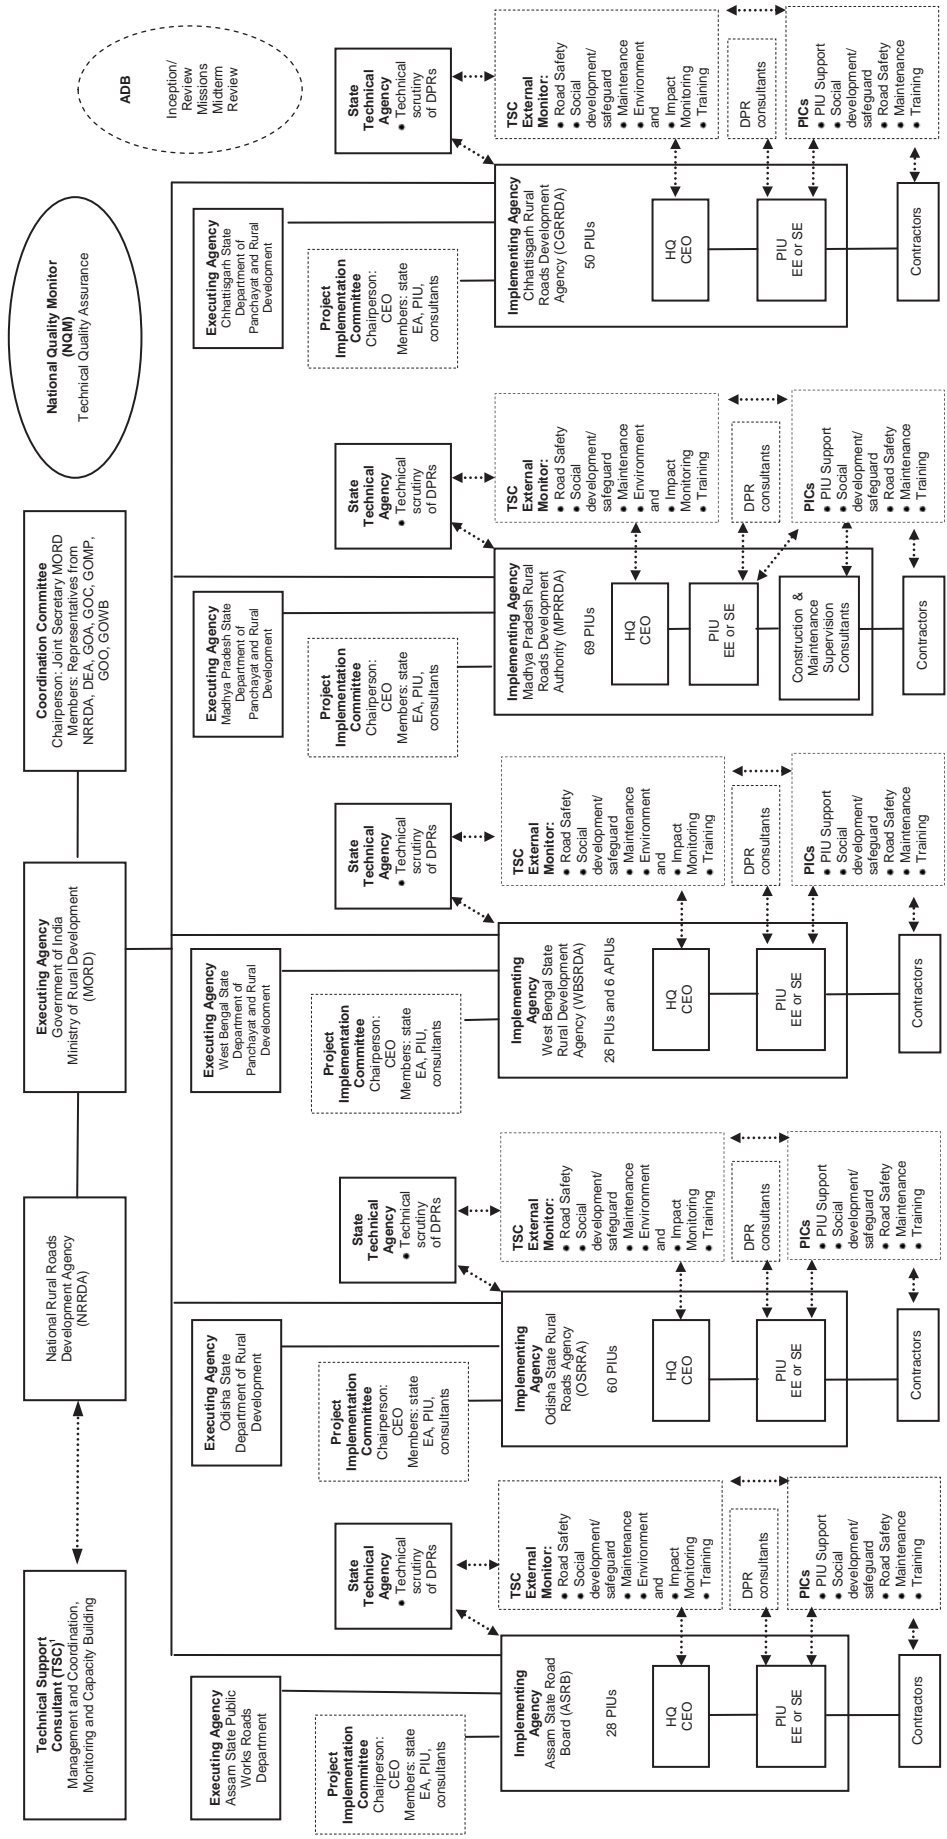 Technical Support
Consultant (TSC)¹
Management and Coordination,
Monitoring and Capacity Building
National Rural Roads
Development Agency
(NRRDA)
Executing Agency
Government of India
Ministry of Rural Development
(MORD)
Coordination Committee
Chairperson: Joint Secretary MORD
Members: Representatives from
NRRDA, DEA, GOA, GOC, GOMP,
GOO, GOWB
National Quality Monitor
(NQM)
Technical Quality Assurance
ADB
Inception/
Review
Missions
Midterm
Review
Executing Agency
Assam State Public
Works Roads
Department
Project
Implementation
Committee
Chairperson:
CEO
Members: state
EA, PIU,
consultants
State
Technical
Agency
• Technical
scrutiny
of DPRs
Implementing
Agency
Assam State Road
Board (ASRB)
28 PIUs
HQ
CEO
PIU
EE or SE
Contractors
TSC
External
Monitor:
• Road Safety
• Social
development/
safeguard
• Maintenance
• Environment
and
• Impact
Monitoring
• Training
DPR
consultants
PICs
• PIU Support
• Social
development/
safeguard
• Road Safety
• Maintenance
• Training
Executing Agency
Odisha State
Department of Rural
Development
Project
Implementation
Committee
Chairperson:
CEO
Members: state
EA, PIU,
consultants
State
Technical
Agency
• Technical
scrutiny
of DPRs
Implementing
Agency
Odisha State Rural
Roads Agency
(OSRRA)
60 PIUs
HQ
CEO
PIU
EE or SE
Contractors
TSC
External
Monitor:
• Road Safety
• Social
development/
safeguard
• Maintenance
• Environment
and
• Impact
Monitoring
• Training
DPR
consultants
PICs
• PIU Support
• Social
development/
safeguard
• Road Safety
• Maintenance
• Training
Executing Agency
West Bengal State
Department of
Panchayat and Rural
Development
Project
Implementation
Committee
Chairperson:
CEO
Members: state
EA, PIU,
consultants
State
Technical
Agency
• Technical
scrutiny
of DPRs
Implementing
Agency
West Bengal State
Rural Development
Agency (WBSRDA)
26 PIUs and 6 APIUs
HQ
CEO
PIU
EE or SE
Contractors
TSC
External
Monitor:
• Road Safety
• Social
development/
safeguard
• Maintenance
• Environment
and
• Impact
Monitoring
• Training
DPR
consultants
PICs
• PIU Support
• Social
development/
safeguard
• Road Safety
• Maintenance
• Training
Executing Agency
Madhya Pradesh State
Department of
Panchayat and Rural
Development
Project
Implementation
Committee
Chairperson:
CEO
Members: state
EA, PIU,
consultants
State
Technical
Agency
• Technical
scrutiny
of DPRs
Implementing Agency
Madhya Pradesh Rural
Roads Development
Authority (MPRRDA)
69 PIUs
HQ
CEO
PIU
EE or SE
Construction &
Maintenance
Supervision
Consultants
Contractors
TSC
External
Monitor:
• Road Safety
• Social
development/
safeguard
• Maintenance
• Environment
and
• Impact
Monitoring
• Training
DPR
consultants
PICs
• PIU Support
• Social
development/
safeguard
• Road Safety
• Maintenance
• Training
Executing Agency
Chhattisgarh State
Department of
Panchayat and Rural
Development
Project
Implementation
Committee
Chairperson:
CEO
Members: state
EA, PIU,
consultants
State
Technical
Agency
• Technical
scrutiny
of DPRs
Implementing Agency
Chhattisgarh Rural
Roads Development
Agency (CGRRDA)
50 PIUs
HQ
CEO
PIU
EE or SE
Contractors
TSC
External
Monitor:
• Road Safety
• Social
development/
safeguard
• Maintenance
• Environment
and
• Impact
Monitoring
• Training
DPR
consultants
PICs
• PIU Support
• Social
development/
safeguard
• Road Safety
• Maintenance
• Training